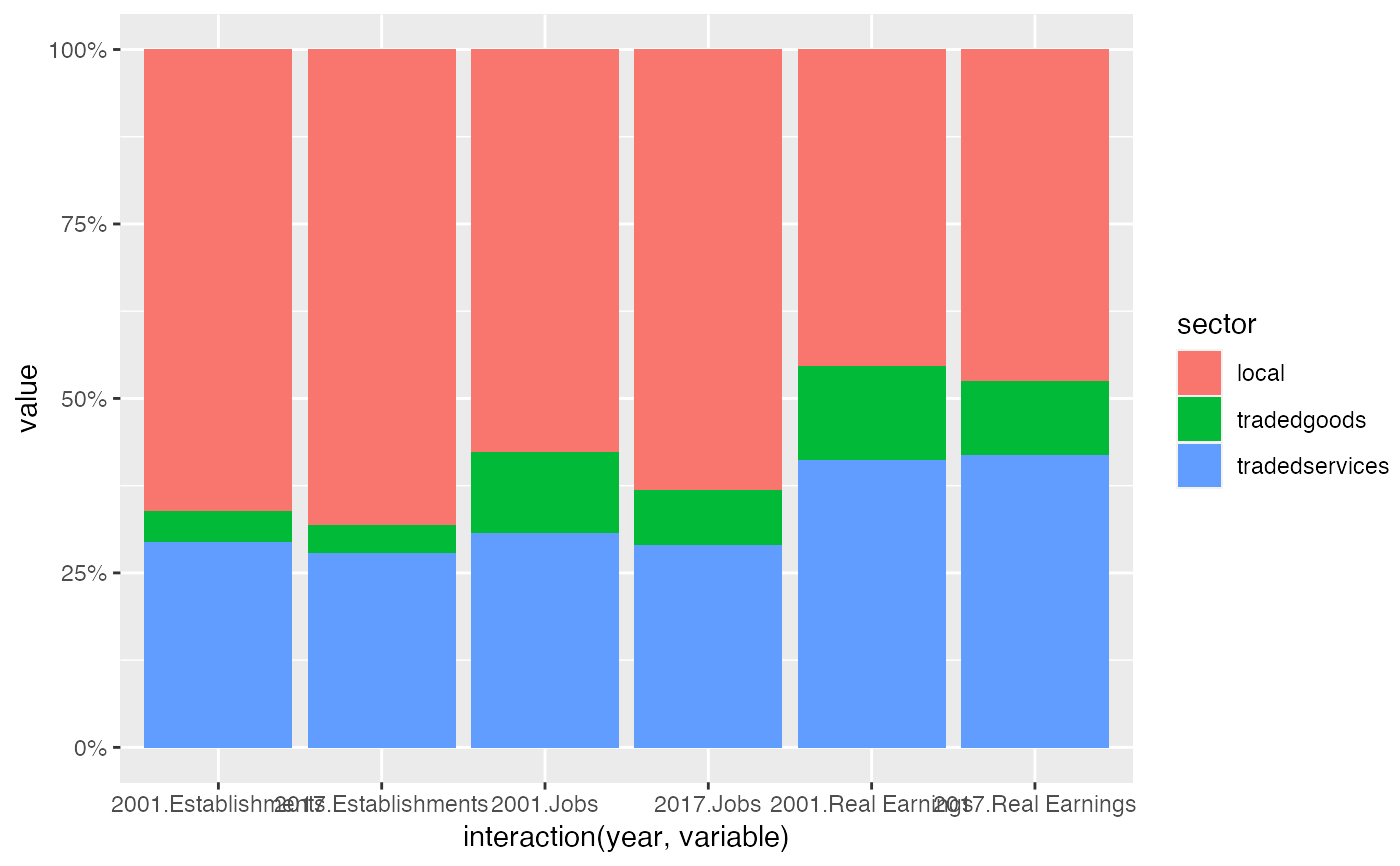 100%
75%
50%
25%
0%
value
2001.Establishments
2017.Establishments
2001.Jobs
2017.Jobs
2001.Real Earnings
2017.Real Earnings
interaction(year, variable)
sector
local
tradedgoods
tradedservices